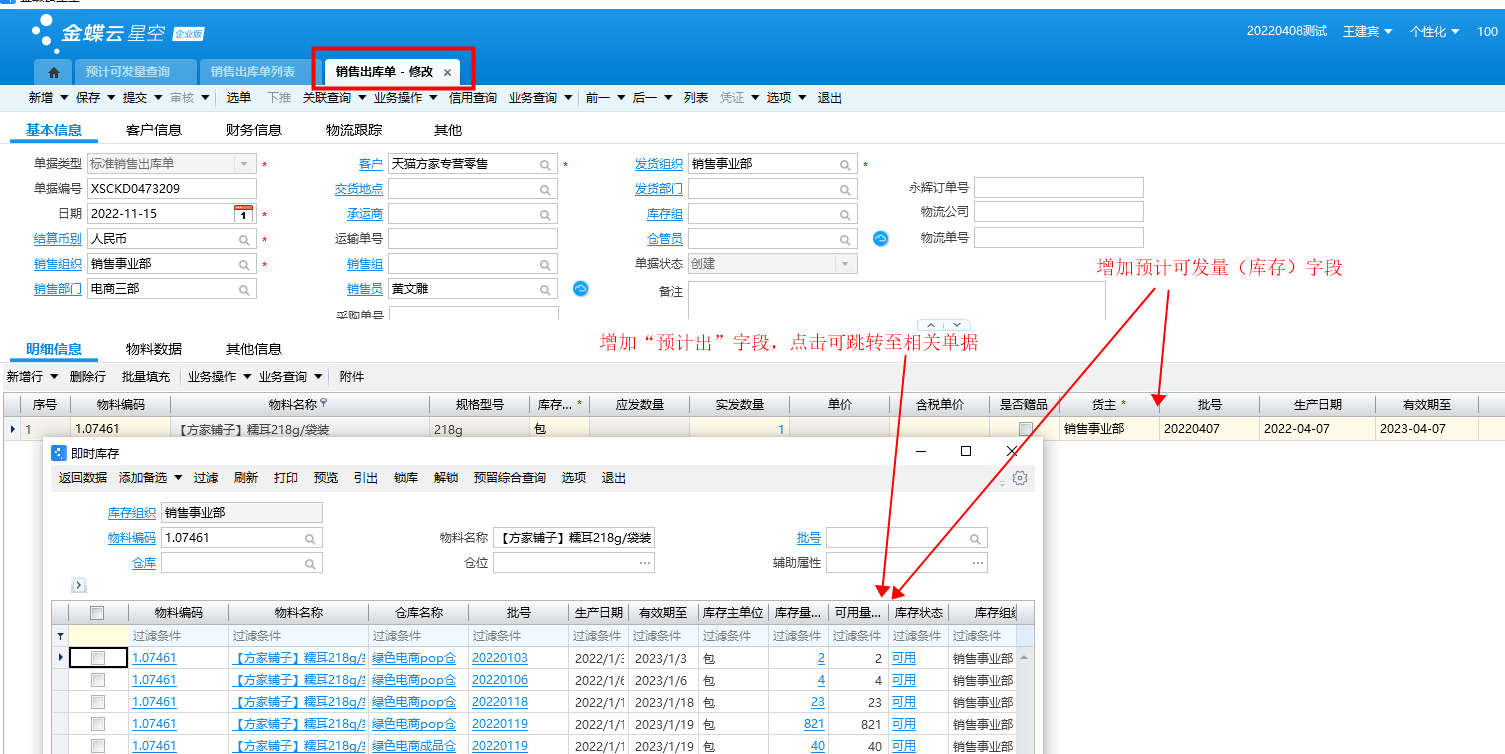 金蝶云 星空 企业版
20220408测试 王建宾 个性化 100
预计可发量查询 销售出库单列表 销售出库单 - 修改 ×
新增 保存 提交 审核 选单 下推 关联查询 业务操作 信用查询 业务查询 前一 后一 列表 凭证 选项 退出
基本信息 客户信息 财务信息 物流跟踪 其他
单据类型 标准销售出库单 * 客户 天猫方家专营零售 * 发货组织 销售事业部 *
单据编号 XSCKD0473209 交货地点 发货部门 永辉订单号
日期 2022-11-15 1 * 承运商 库存组 物流公司
结算币别 人民币 * 运输单号 仓管员 物流单号
销售组织 销售事业部 * 销售组 单据状态 创建
增加预计可发量（库存）字段
销售部门 电商三部 销售员 黄文雕 备注
采购单号
增加“预计出”字段，点击可跳转至相关单据
明细信息 物料数据 其他信息
新增行 删除行 批量填充 业务操作 业务查询 附件
序号 物料编码 物料名称 规格型号 库存... * 应发数量 实发数量 单价 含税单价 是否赠品 货主 * 批号 生产日期 有效期至
1 1.07461 【方家铺子】糯耳218g/袋装 218g 包 1 销售事业部 20220407 2022-04-07 2023-04-07
即时库存
返回数据 添加备选 过滤 刷新 打印 预览 引出 锁库 解锁 预留综合查询 选项 退出
库存组织 销售事业部
物料编码 1.07461 物料名称 【方家铺子】糯耳218g/袋装 批号
仓库 仓位 ... 辅助属性 ...
物料编码 物料名称 仓库名称 批号 生产日期 有效期至 库存主单位 库存量... 可用量... 库存状态 库存组织
过滤条件 过滤条件 过滤条件 过滤条件 过滤条件 过滤条件 过滤条件 过滤条件 过滤条件 过滤条件 过滤条件
1.07461 【方家铺子】糯耳218g/ 绿色电商pop仓 20220103 2022/1/3 2023/1/3 包 2 2 可用 销售事业部
1.07461 【方家铺子】糯耳218g/ 绿色电商pop仓 20220106 2022/1/6 2023/1/6 包 4 4 可用 销售事业部
1.07461 【方家铺子】糯耳218g/ 绿色电商pop仓 20220118 2022/1/1 2023/1/18 包 23 23 可用 销售事业部
1.07461 【方家铺子】糯耳218g/ 绿色电商pop仓 20220119 2022/1/1 2023/1/19 包 821 821 可用 销售事业部
1.07461 【方家铺子】糯耳218g/ 绿色电商成品仓 20220119 2022/1/1 2023/1/19 包 40 40 可用 销售事业部